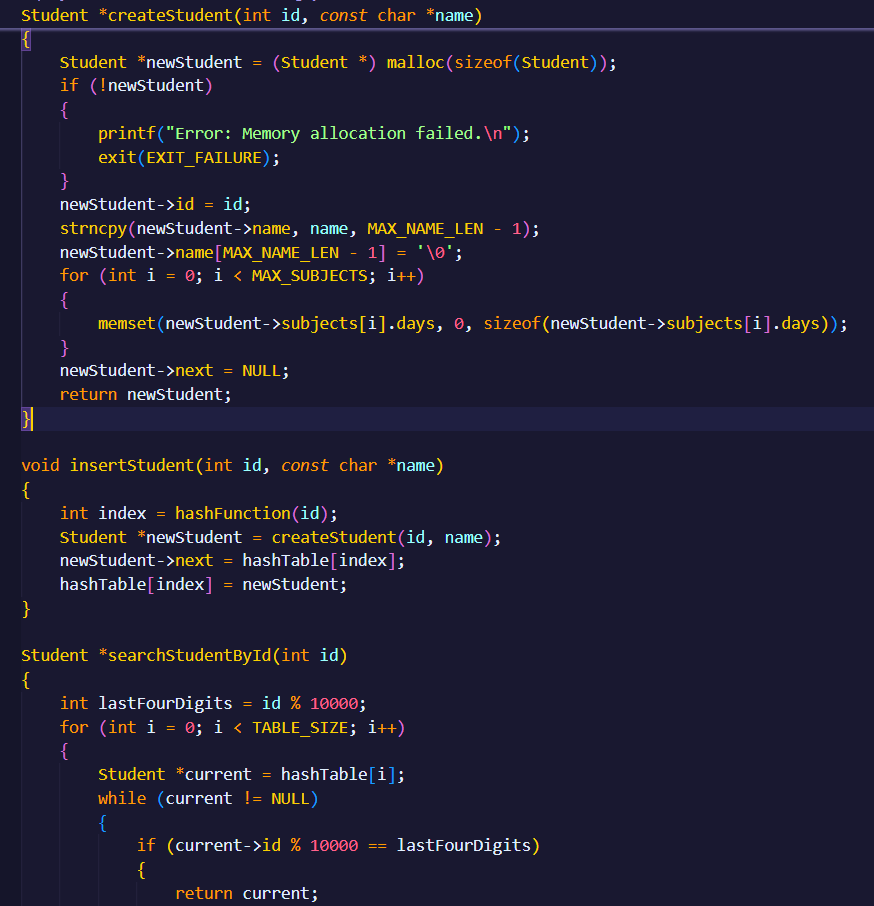 Student *createStudent(int id, const char *name)
{
    Student *newStudent = (Student *) malloc(sizeof(Student));
    if (!newStudent)
    {
        printf("Error: Memory allocation failed.\n");
        exit(EXIT_FAILURE);
    }
    newStudent->id = id;
    strncpy(newStudent->name, name, MAX_NAME_LEN - 1);
    newStudent->name[MAX_NAME_LEN - 1] = '\0';
    for (int i = 0; i < MAX_SUBJECTS; i++)
    {
        memset(newStudent->subjects[i].days, 0, sizeof(newStudent->subjects[i].days));
    }
    newStudent->next = NULL;
    return newStudent;
}

void insertStudent(int id, const char *name)
{
    int index = hashFunction(id);
    Student *newStudent = createStudent(id, name);
    newStudent->next = hashTable[index];
    hashTable[index] = newStudent;
}

Student *searchStudentById(int id)
{
    int lastFourDigits = id % 10000;
    for (int i = 0; i < TABLE_SIZE; i++)
    {
        Student *current = hashTable[i];
        while (current != NULL)
        {
            if (current->id % 10000 == lastFourDigits)
            {
                return current;